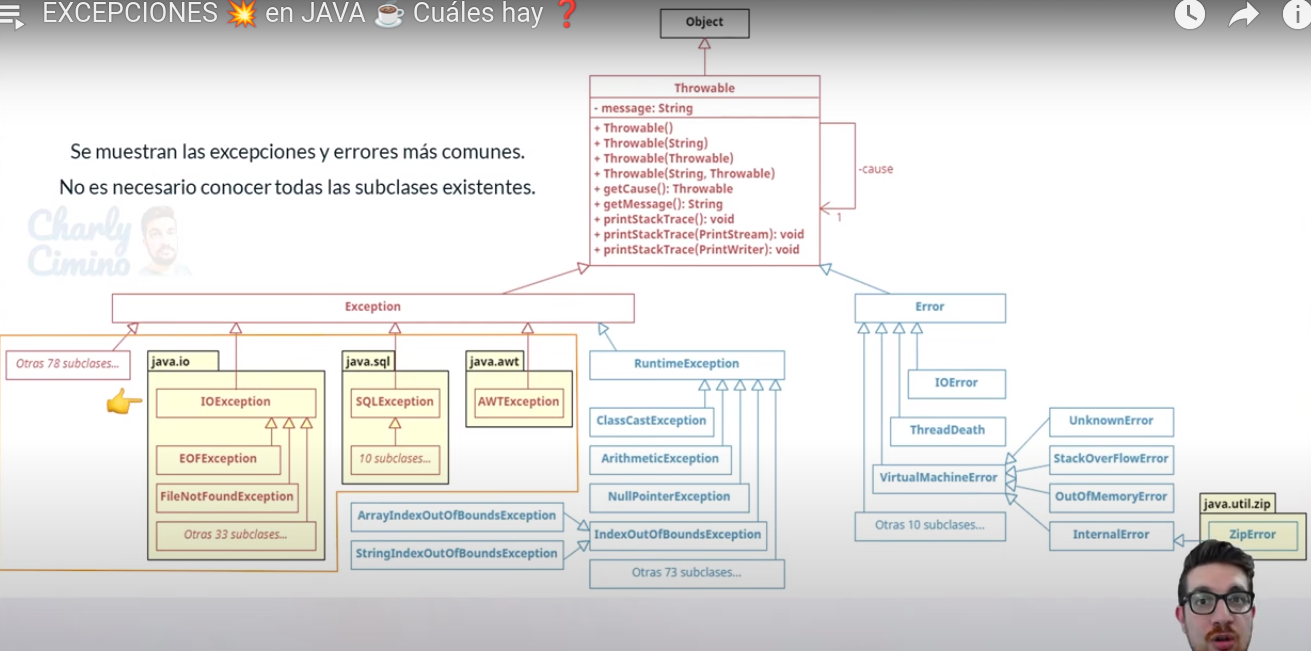 EXCEPCIONES 💥 en JAVA ☕ Cuáles hay ❓
Object
Throwable
- message: String
+ Throwable()
+ Throwable(String)
+ Throwable(Throwable)
+ Throwable(String, Throwable)
+ getCause(): Throwable
+ getMessage(): String
+ printStackTrace(): void
+ printStackTrace(PrintStream): void
+ printStackTrace(PrintWriter): void
-cause
1
Se muestran las excepciones y errores más comunes.
No es necesario conocer todas las subclases existentes.
Charly
Cimino
Exception
Error
Otras 78 subclases...
java.io
IOException
EOFException
FileNotFoundException
Otras 33 subclases...
java.sql
SQLException
10 subclases...
java.awt
AWTException
RuntimeException
ClassCastException
ArithmeticException
NullPointerException
ArrayIndexOutOfBoundsException
StringIndexOutOfBoundsException
IndexOutOfBoundsException
Otras 73 subclases...
IOError
ThreadDeath
VirtualMachineError
Otras 10 subclases...
UnknownError
StackOverFlowError
OutOfMemoryError
InternalError
java.util.zip
ZipError